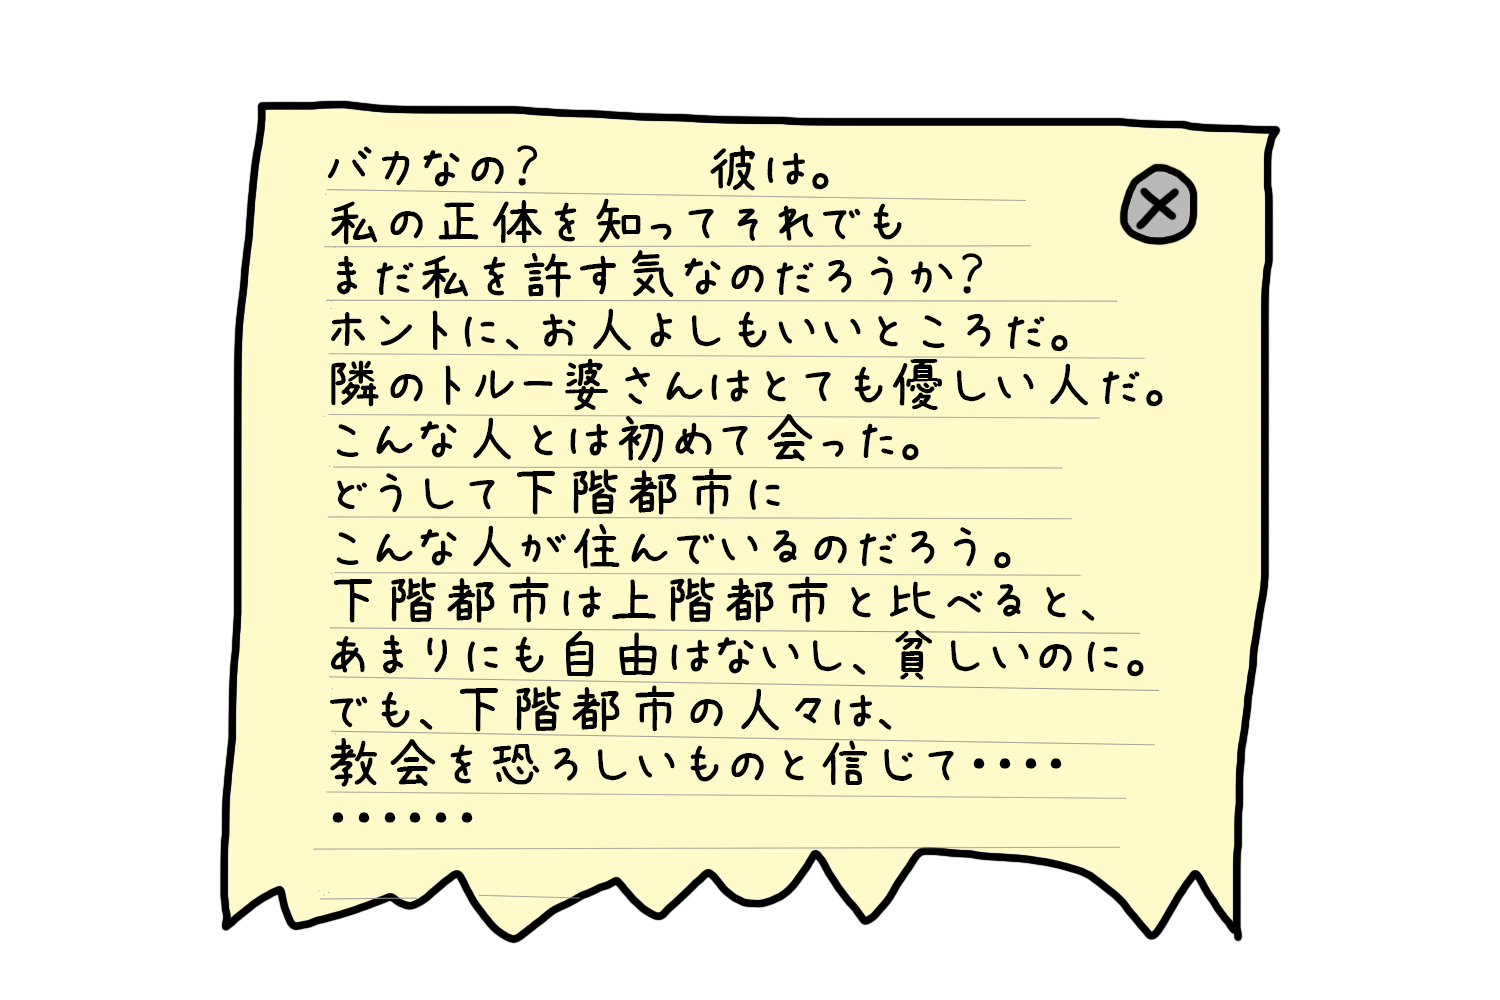 バカなの？　　　彼は。
私の正体を知ってそれでも
まだ私を許す気なのだろうか？
ホントに、お人よしもいいところだ。
隣のトルー婆さんはとても優しい人だ。
こんな人とは初めて会った。
どうして下階都市に
こんな人が住んでいるのだろう。
下階都市は上階都市と比べると、
あまりにも自由はないし、貧しいのに。
でも、下階都市の人々は、
教会を恐ろしいものと信じて・・・・
・・・・・・